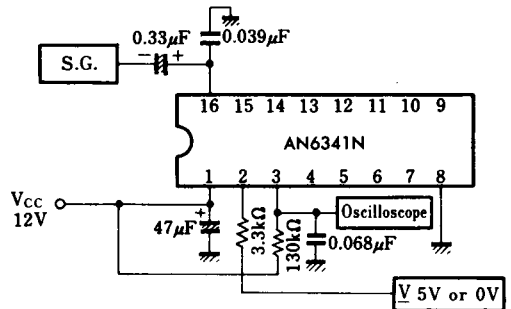 0.33μF
0.039μF
− +
S.G.
16 15 14 13 12 11 10 9
AN6341N
1 2 3 4 5 6 7 8
VCC
12V
+
47μF
3.3kΩ
130kΩ
Oscilloscope
0.068μF
V 5V or 0V